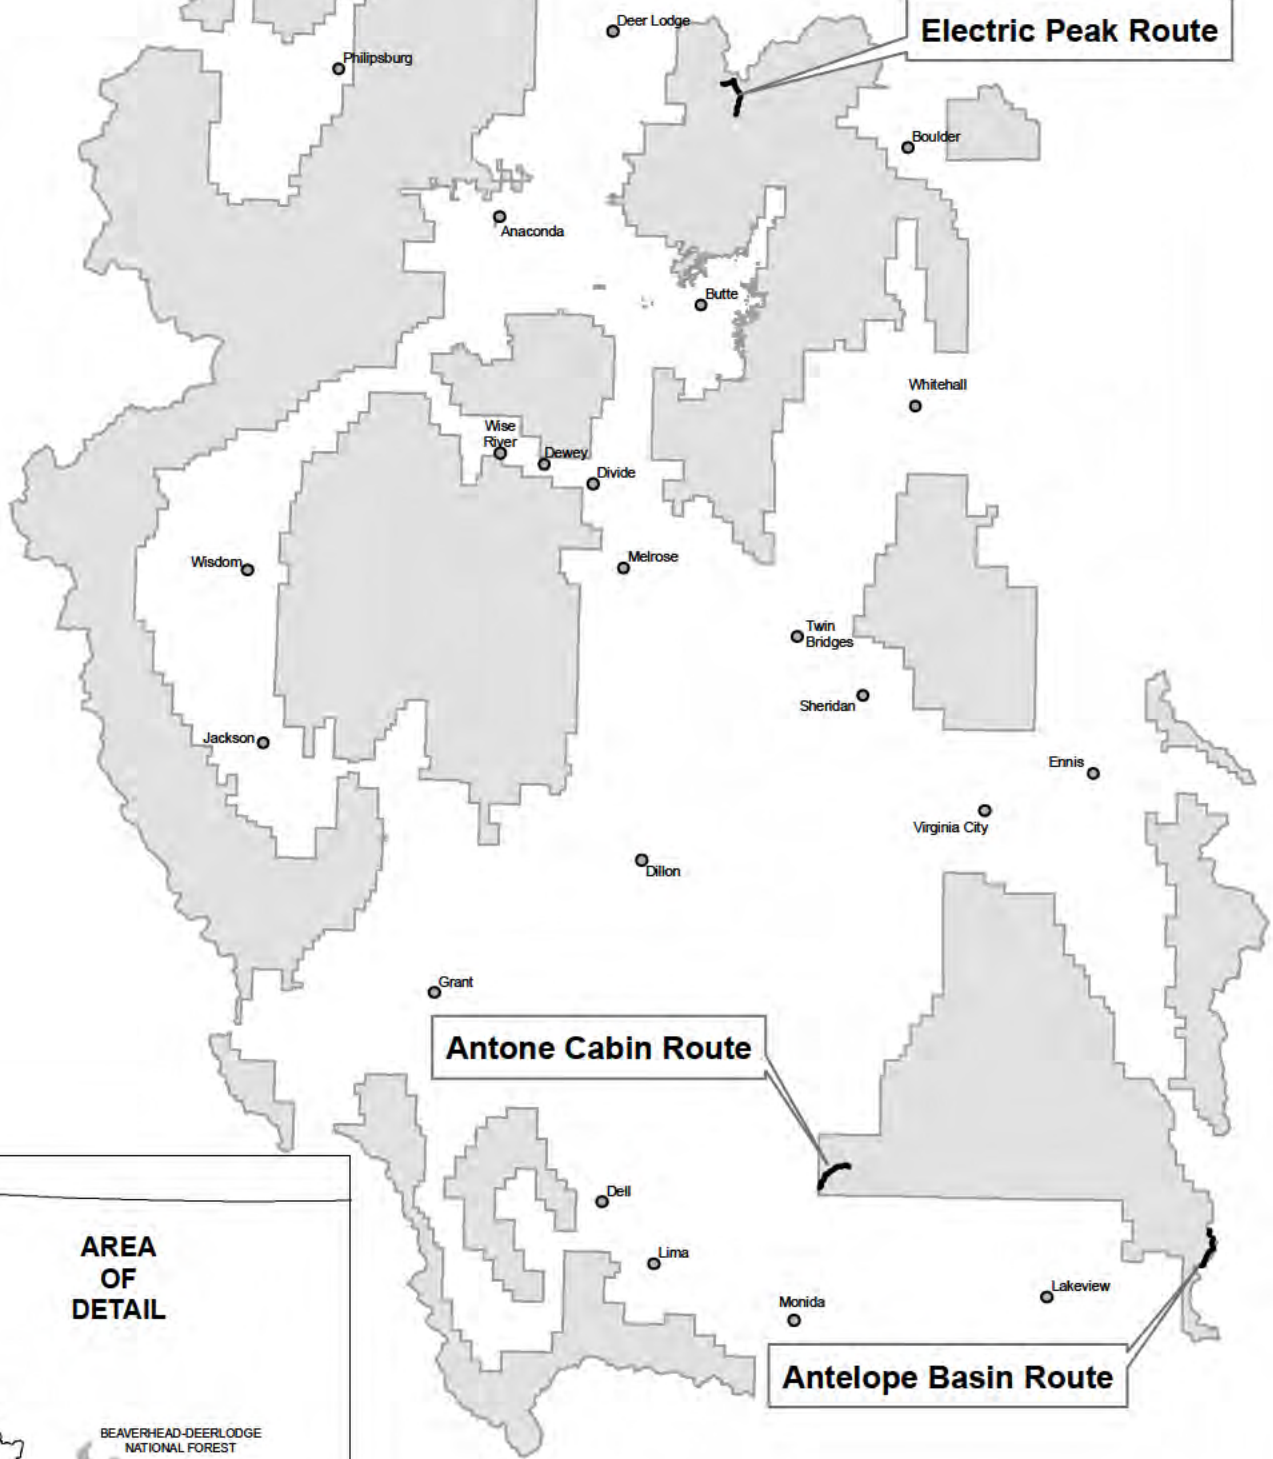 Deer Lodge
Electric Peak Route
Philipsburg
Boulder
Anaconda
Butte
Whitehall
Wise
River
Dewey
Divide
Wisdom
Melrose
Twin
Bridges
Sheridan
Jackson
Ennis
Virginia City
Dillon
Grant
Antone Cabin Route
Dell
Lima
Lakeview
Monida
Antelope Basin Route
AREA
OF
DETAIL
BEAVERHEAD-DEERLODGE
NATIONAL FOREST